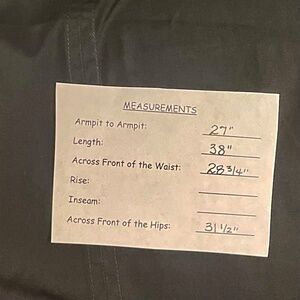 MEASUREMENTS
Armpit to Armpit: 27"
Length: 38"
Across Front of the Waist: 28 3/4"
Rise:
Inseam:
Across Front of the Hips: 31 1/2"